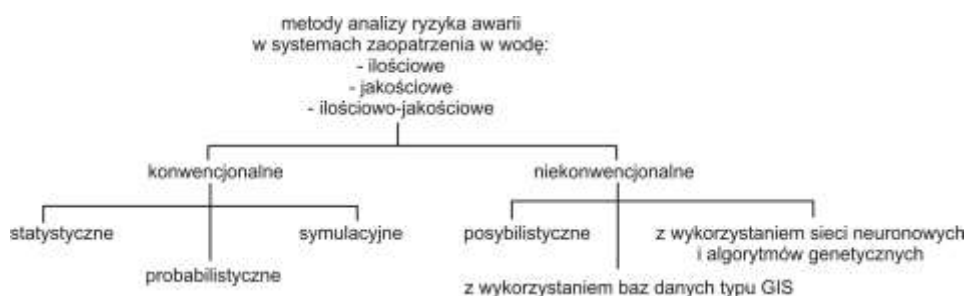 metody analizy ryzyka awarii
w systemach zaopatrzenia w wodę:
- ilościowe
- jakościowe
- ilościowo-jakościowe
konwencjonalne
niekonwencjonalne
statystyczne
symulacyjne
posybilistyczne
z wykorzystaniem sieci neuronowych
i algorytmów genetycznych
probabilistyczne
z wykorzystaniem baz danych typu GIS